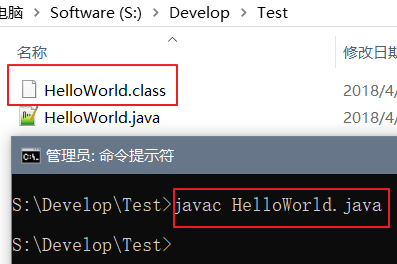 电脑 > Software (S:) > Develop > Test
名称 修改日期
HelloWorld.class 2018/4/
HelloWorld.java 2018/4/
管理员: 命令提示符
S:\Develop\Test>javac HelloWorld.java
S:\Develop\Test>